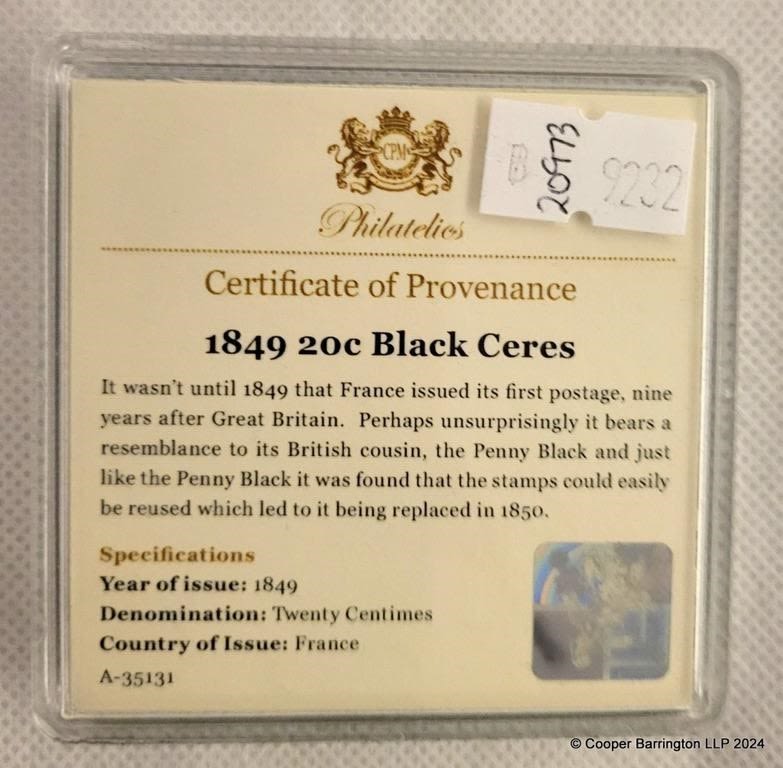 CPM
Philatelics
B
20973
9232
Certificate of Provenance
1849 20c Black Ceres
It wasn't until 1849 that France issued its first postage, nine
years after Great Britain. Perhaps unsurprisingly it bears a
resemblance to its British cousin, the Penny Black and just
like the Penny Black it was found that the stamps could easily
be reused which led to it being replaced in 1850.
Specifications
Year of issue: 1849
Denomination: Twenty Centimes
Country of Issue: France
A-35131
© Cooper Barrington LLP 2024